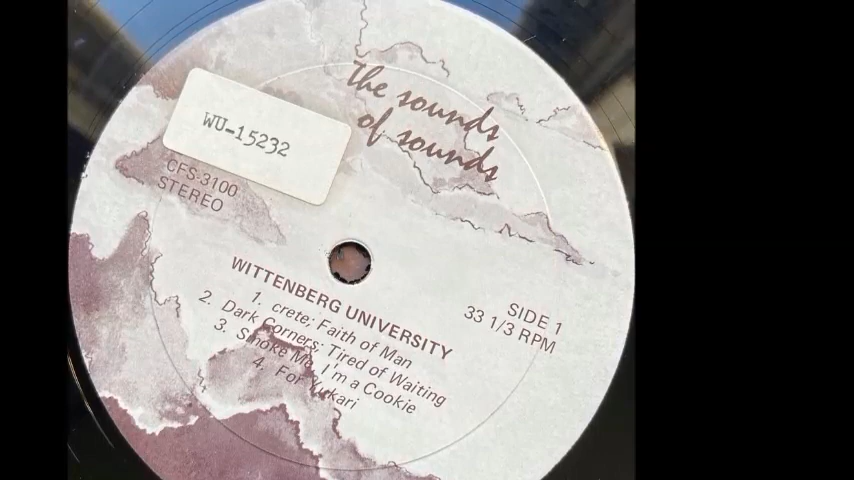 The sounds
of sounds
WU-15232
CFS-3100
STEREO
SIDE 1
33 1/3 RPM
WITTENBERG UNIVERSITY
1. crete; Faith of Man
2. Dark Corners; Tired of Waiting
3. Smoke Me, I'm a Cookie
4. For